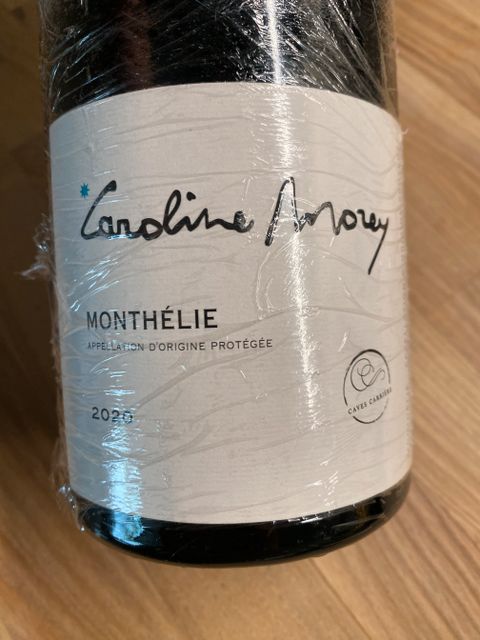 Caroline Morey
MONTHÉLIE
APPELLATION D'ORIGINE PROTÉGÉE
2020
CAVES CARRIÈRE